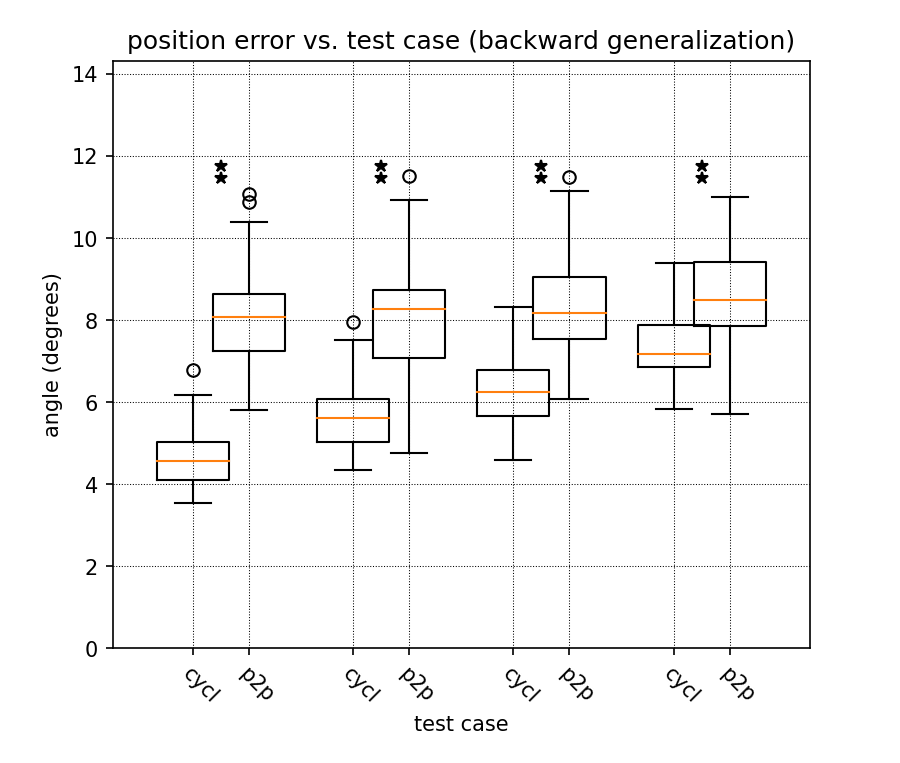 position error vs. test case (backward generalization)
14
12
10
8
6
4
2
0
angle (degrees)
cycl p2p cycl p2p cycl p2p cycl p2p
test case